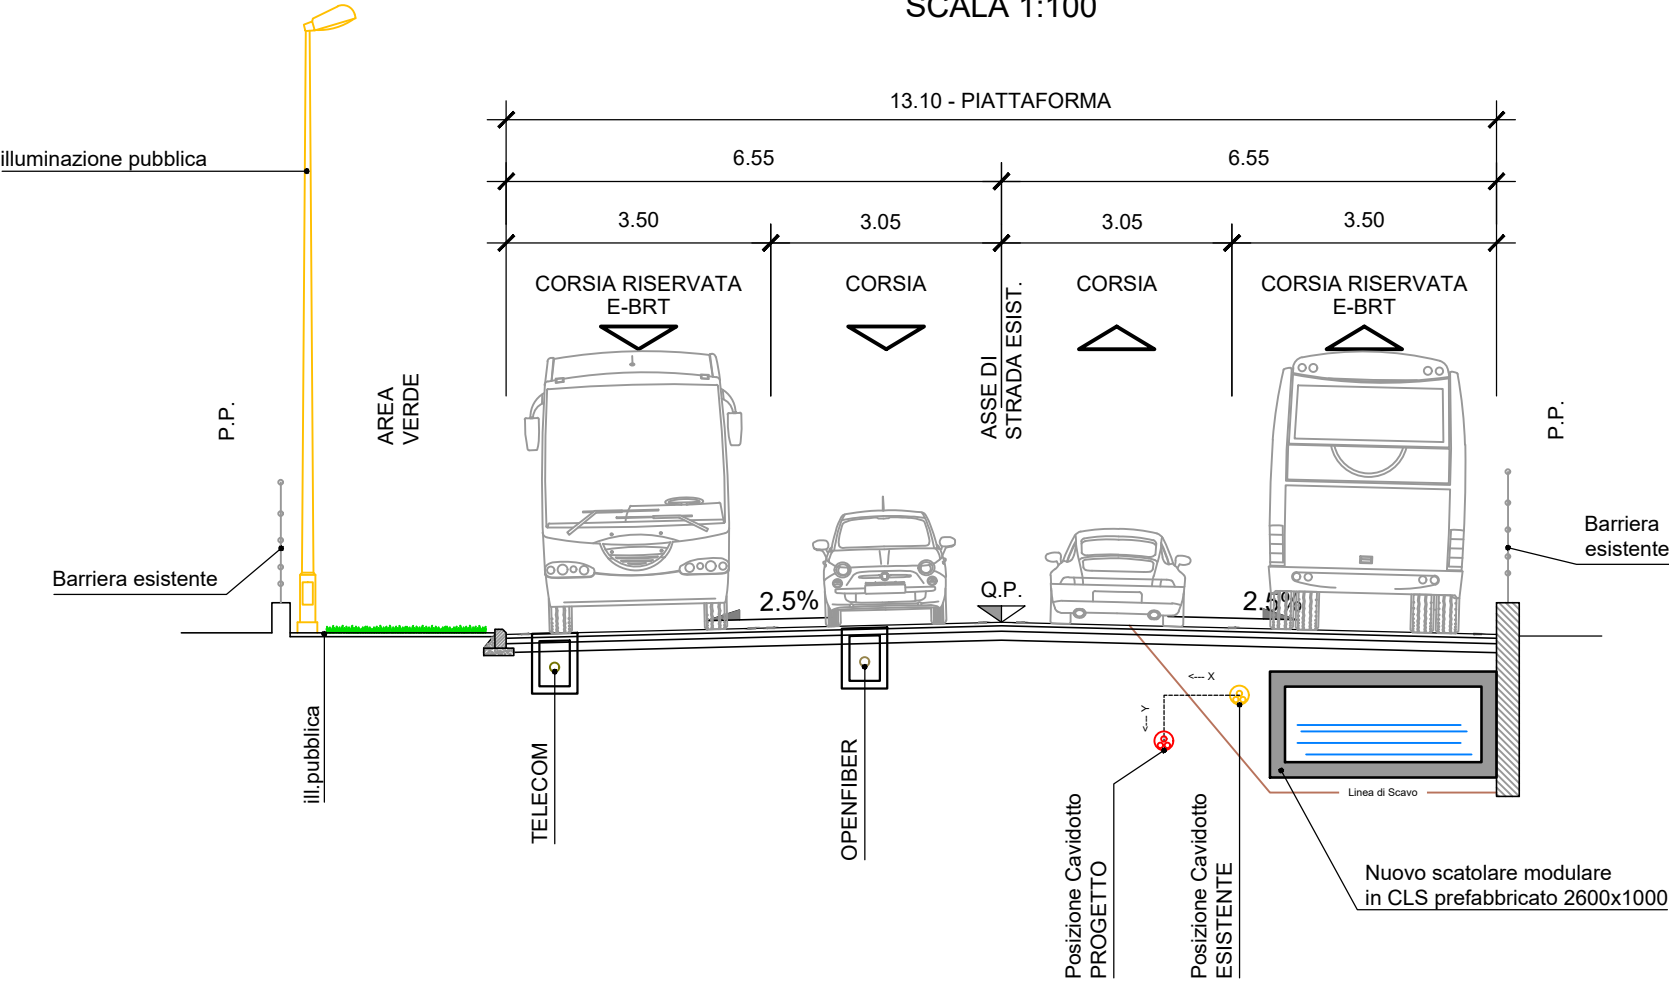 SCALA 1:100
13.10 - PIATTAFORMA
illuminazione pubblica
6.55
6.55
3.50
3.05
3.05
3.50
CORSIA RISERVATA
E-BRT
CORSIA
ASSE DI
STRADA ESIST.
CORSIA
CORSIA RISERVATA
E-BRT
P.P.
AREA
VERDE
P.P.
Barriera
esistente
Barriera esistente
2.5%
Q.P.
2.5%
<--- X
<--- Y
ill.pubblica
TELECOM
OPENFIBER
Linea di Scavo
Posizione Cavidotto
PROGETTO
Posizione Cavidotto
ESISTENTE
Nuovo scatolare modulare
in CLS prefabbricato 2600x1000